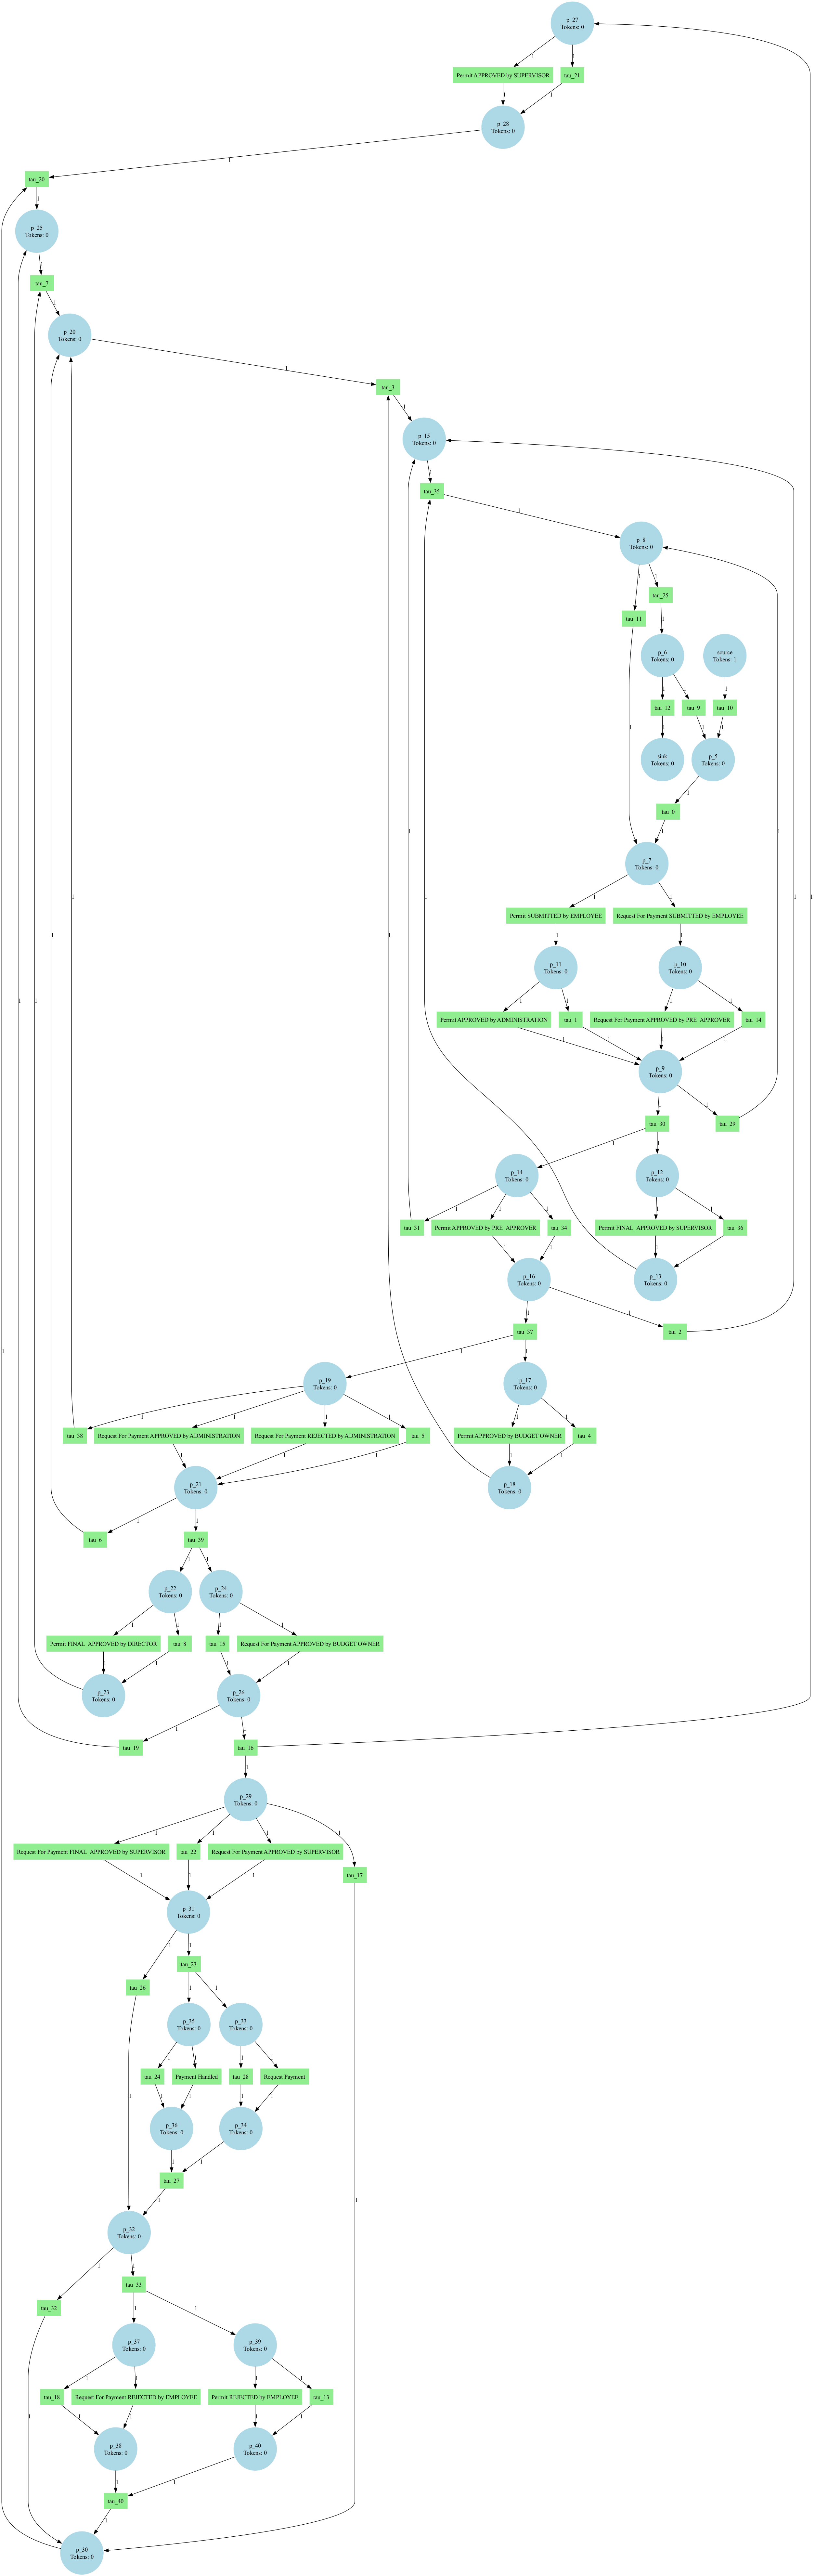 p_27
Tokens: 0
1
1
Permit APPROVED by SUPERVISOR
tau_21
1
1
p_28
Tokens: 0
1
tau_20
1
p_25
Tokens: 0
1
tau_7
1
p_20
Tokens: 0
1
tau_3
1
p_15
Tokens: 0
1
tau_35
1
p_8
Tokens: 0
1
1
tau_25
tau_11
1
p_6
Tokens: 0
source
Tokens: 1
1
1
1
tau_12
tau_9
tau_10
1
1
1
1
sink
Tokens: 0
p_5
Tokens: 0
1
tau_0
1
p_7
Tokens: 0
1
1
1
1
1
1
1
1
1
1
1
Permit SUBMITTED by EMPLOYEE
Request For Payment SUBMITTED by EMPLOYEE
1
1
p_11
Tokens: 0
p_10
Tokens: 0
1
1
1
1
Permit APPROVED by ADMINISTRATION
tau_1
Request For Payment APPROVED by PRE_APPROVER
tau_14
1
1
1
1
p_9
Tokens: 0
1
1
tau_30
tau_29
1
1
p_14
Tokens: 0
p_12
Tokens: 0
1
1
1
1
1
tau_31
Permit APPROVED by PRE_APPROVER
tau_34
Permit FINAL_APPROVED by SUPERVISOR
tau_36
1
1
1
1
p_16
Tokens: 0
p_13
Tokens: 0
1
1
tau_37
tau_2
1
1
1
p_19
Tokens: 0
p_17
Tokens: 0
1
1
1
1
1
1
tau_38
Request For Payment APPROVED by ADMINISTRATION
Request For Payment REJECTED by ADMINISTRATION
tau_5
Permit APPROVED by BUDGET OWNER
tau_4
1
1
1
1
1
p_21
Tokens: 0
p_18
Tokens: 0
1
1
tau_6
tau_39
1
1
p_22
Tokens: 0
p_24
Tokens: 0
1
1
1
1
Permit FINAL_APPROVED by DIRECTOR
tau_8
tau_15
Request For Payment APPROVED by BUDGET OWNER
1
1
1
1
p_23
Tokens: 0
p_26
Tokens: 0
1
1
tau_19
tau_16
1
p_29
Tokens: 0
1
1
1
1
Request For Payment FINAL_APPROVED by SUPERVISOR
tau_22
Request For Payment APPROVED by SUPERVISOR
tau_17
1
1
1
p_31
Tokens: 0
1
1
tau_23
tau_26
1
1
p_35
Tokens: 0
p_33
Tokens: 0
1
1
1
1
tau_24
Payment Handled
tau_28
Request Payment
1
1
1
1
1
1
p_36
Tokens: 0
p_34
Tokens: 0
1
1
tau_27
1
p_32
Tokens: 0
1
1
tau_33
tau_32
1
1
p_37
Tokens: 0
p_39
Tokens: 0
1
1
1
1
tau_18
Request For Payment REJECTED by EMPLOYEE
Permit REJECTED by EMPLOYEE
tau_13
1
1
1
1
1
p_38
Tokens: 0
p_40
Tokens: 0
1
1
tau_40
1
p_30
Tokens: 0